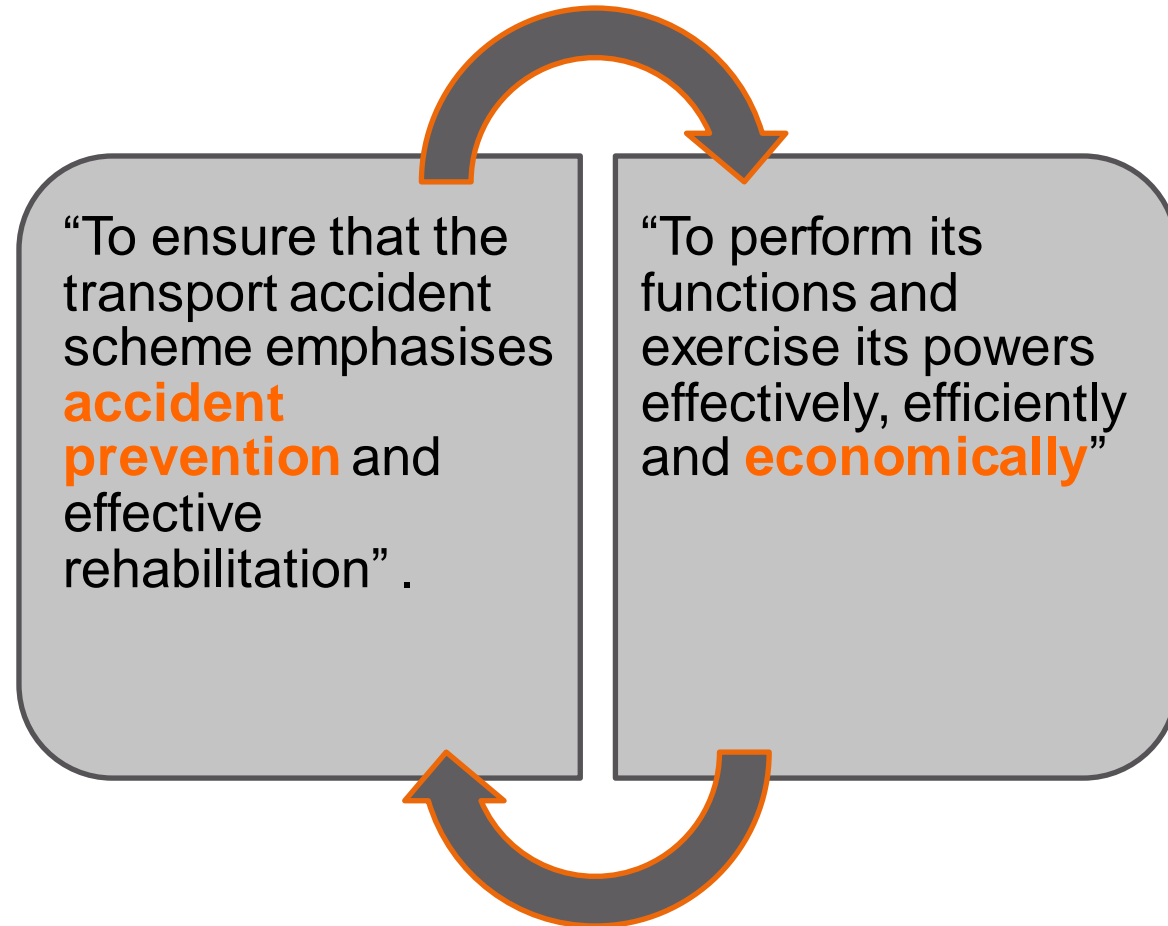 “To ensure that the
transport accident
scheme emphasises
accident
prevention and
effective
rehabilitation” .
“To perform its
functions and
exercise its powers
effectively, efficiently
and economically”